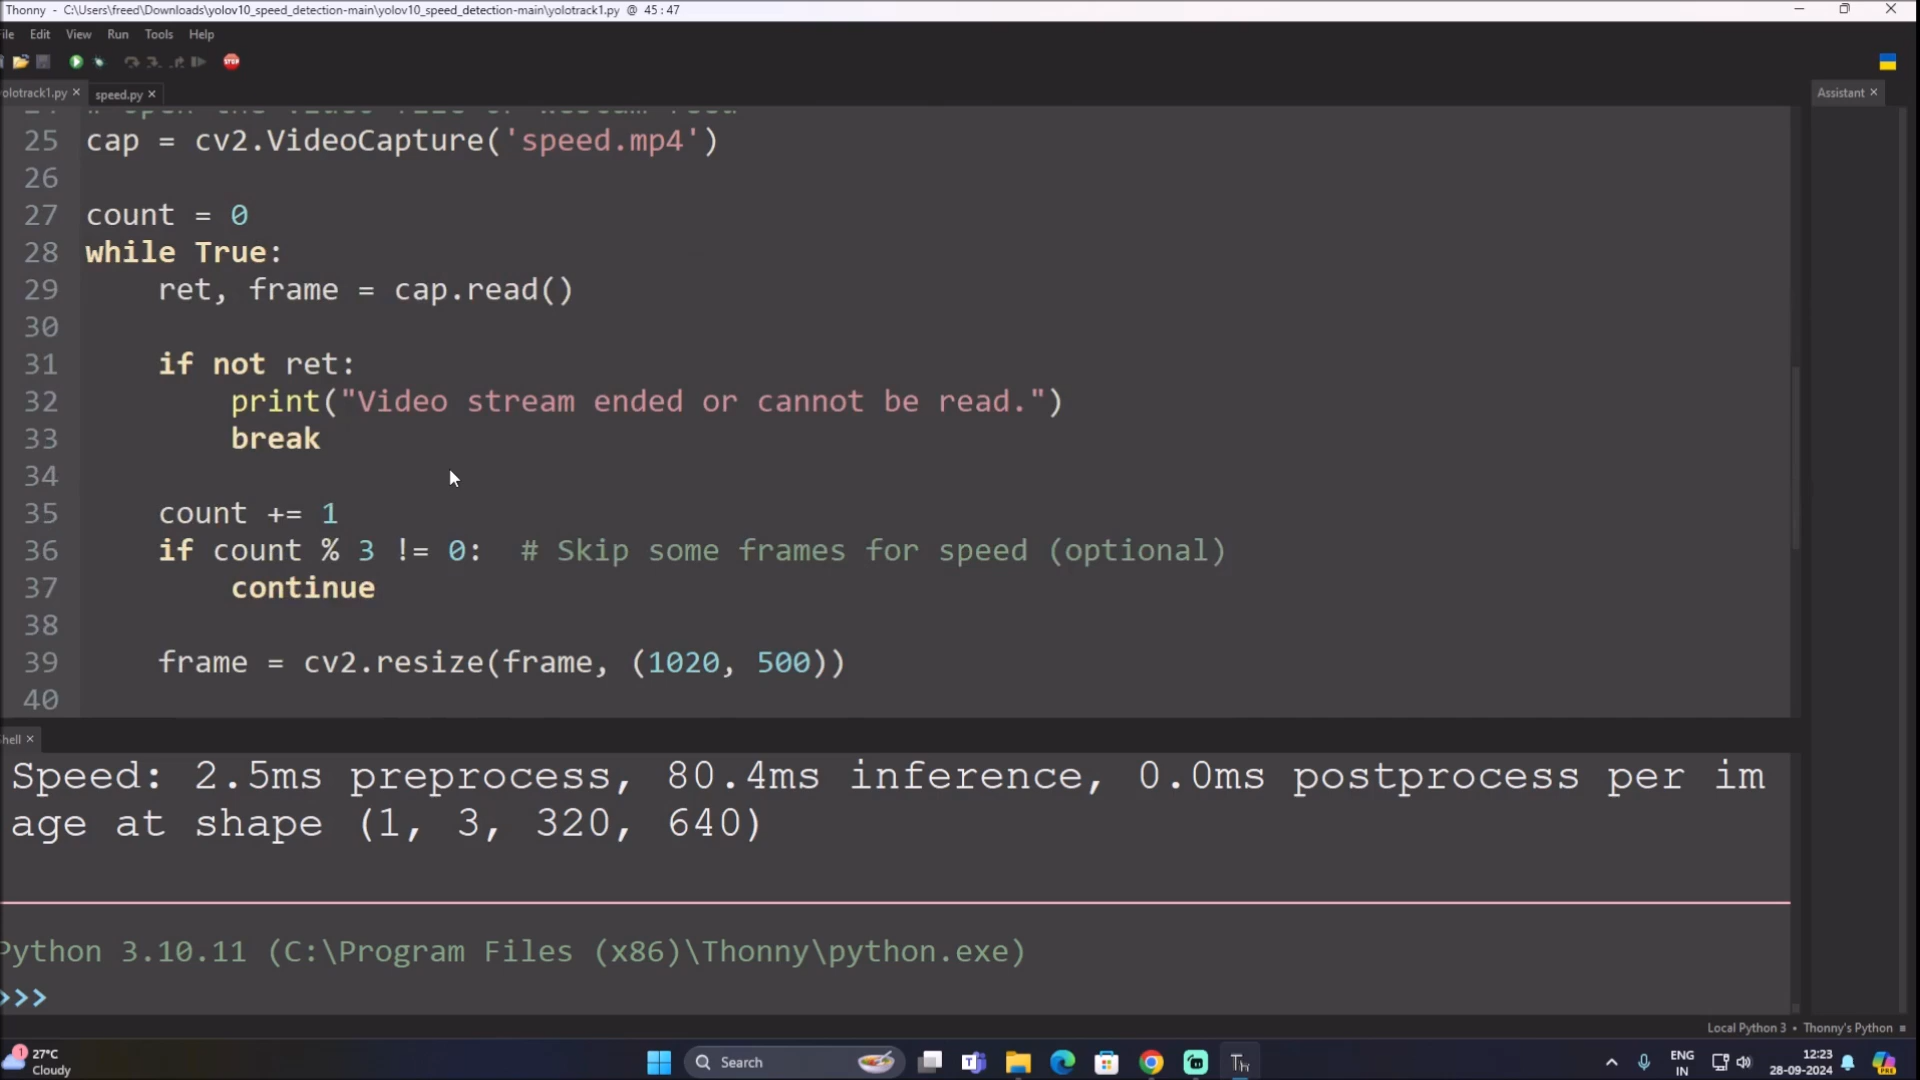 Thonny - C:\Users\freed\Downloads\yolov10_speed_detection-main\yolov10_speed_detection-main\yolotrack1.py @ 45 : 47
ile Edit View Run Tools Help
STOP
olotrack1.py × speed.py ×
Assistant ×
25 cap = cv2.VideoCapture('speed.mp4')
26
27 count = 0
28 while True:
29 ret, frame = cap.read()
30
31 if not ret:
32 print("Video stream ended or cannot be read.")
33 break
34
35 count += 1
36 if count % 3 != 0: # Skip some frames for speed (optional)
37 continue
38
39 frame = cv2.resize(frame, (1020, 500))
40
hell ×
Speed: 2.5ms preprocess, 80.4ms inference, 0.0ms postprocess per im
age at shape (1, 3, 320, 640)
Python 3.10.11 (C:\Program Files (x86)\Thonny\python.exe)
>>>
Local Python 3 • Thonny's Python
1 27°C
Cloudy
Search
ENG
IN
12:23
28-09-2024
PRE